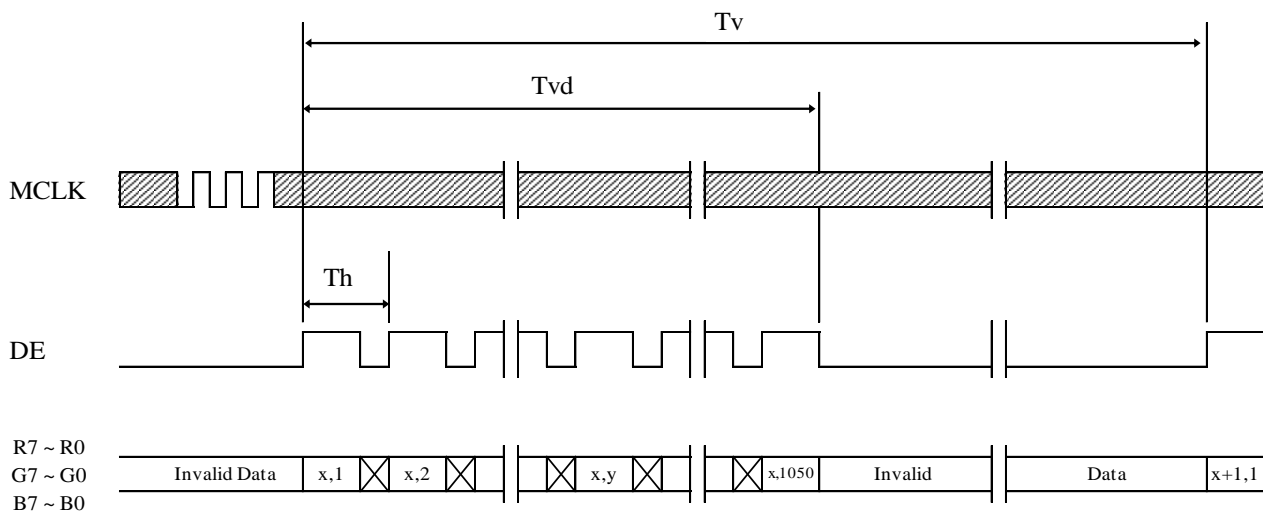 Tv
Tvd
MCLK
Th
DE
R7 ~ R0
G7 ~ G0
B7 ~ B0
Invalid Data
x,1
x,2
x,y
x,1050
Invalid
Data
x+1,1